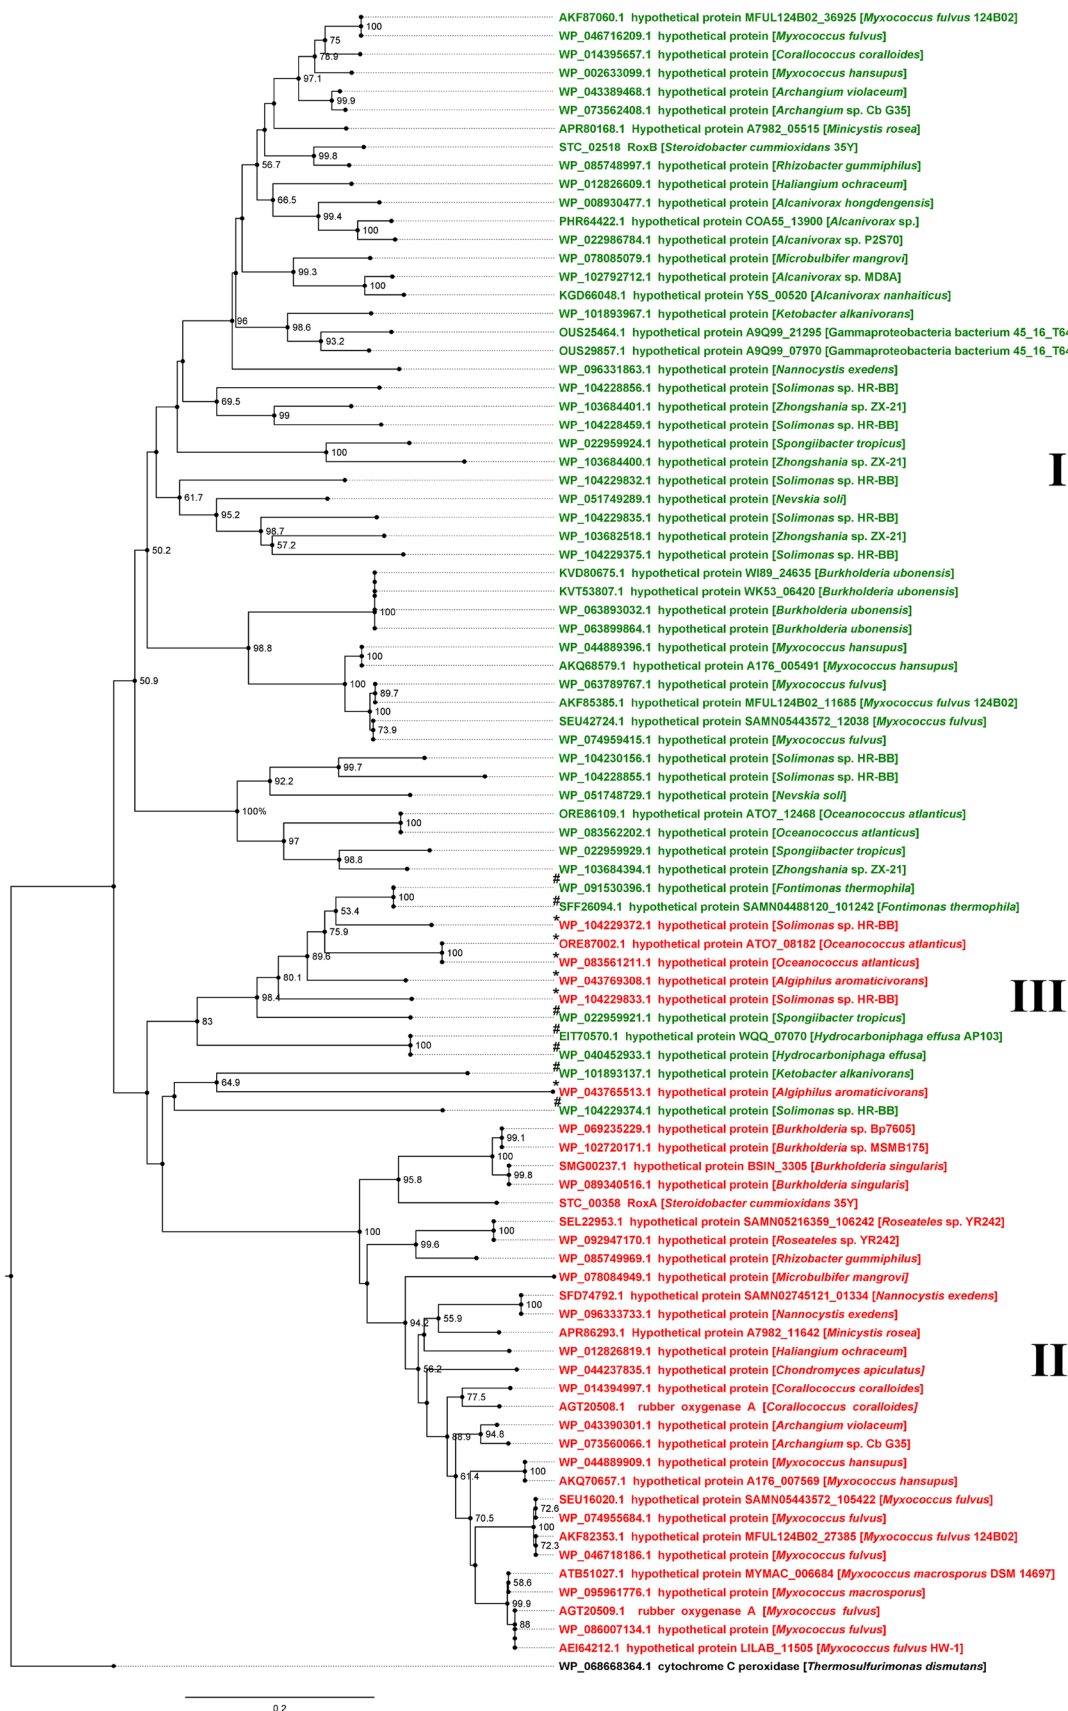 AKF87060.1 hypothetical protein MFUL124B02_36925 [Myxococcus fulvus 124B02]
100
WP_046716209.1 hypothetical protein [Myxococcus fulvus]
75
WP_014395657.1 hypothetical protein [Corallococcus coralloides]
78.9
WP_002633099.1 hypothetical protein [Myxococcus hansupus]
97.1
WP_043389468.1 hypothetical protein [Archangium violaceum]
99.9
WP_073562408.1 hypothetical protein [Archangium sp. Cb G35]
APR80168.1 Hypothetical protein A7982_05515 [Minicystis rosea]
STC_02518 RoxB [Steroidobacter cummioxidans 35Y]
99.8
56.7
WP_085748997.1 hypothetical protein [Rhizobacter gummiphilus]
WP_012826609.1 hypothetical protein [Haliangium ochraceum]
66.5
WP_008930477.1 hypothetical protein [Alcanivorax hongdengensis]
99.4
PHR64422.1 hypothetical protein COA55_13900 [Alcanivorax sp.]
100
WP_022986784.1 hypothetical protein [Alcanivorax sp. P2S70]
WP_078085079.1 hypothetical protein [Microbulbifer mangrovi]
99.3
WP_102792712.1 hypothetical protein [Alcanivorax sp. MD8A]
100
KGD66048.1 hypothetical protein Y5S_00520 [Alcanivorax nanhaiticus]
WP_101893967.1 hypothetical protein [Ketobacter alkanivorans]
96
98.6
OUS25464.1 hypothetical protein A9Q99_21295 [Gammaproteobacteria bacterium 45_16_T64
93.2
OUS29857.1 hypothetical protein A9Q99_07970 [Gammaproteobacteria bacterium 45_16_T64
WP_096331863.1 hypothetical protein [Nannocystis exedens]
WP_104228856.1 hypothetical protein [Solimonas sp. HR-BB]
69.5
WP_103684401.1 hypothetical protein [Zhongshania sp. ZX-21]
99
WP_104228459.1 hypothetical protein [Solimonas sp. HR-BB]
WP_022959924.1 hypothetical protein [Spongiibacter tropicus]
100
WP_103684400.1 hypothetical protein [Zhongshania sp. ZX-21]
I
WP_104229832.1 hypothetical protein [Solimonas sp. HR-BB]
61.7
WP_051749289.1 hypothetical protein [Nevskia soli]
95.2
WP_104229835.1 hypothetical protein [Solimonas sp. HR-BB]
98.7
WP_103682518.1 hypothetical protein [Zhongshania sp. ZX-21]
57.2
50.2
WP_104229375.1 hypothetical protein [Solimonas sp. HR-BB]
KVD80675.1 hypothetical protein WI89_24635 [Burkholderia ubonensis]
KVT53807.1 hypothetical protein WK53_06420 [Burkholderia ubonensis]
WP_063893032.1 hypothetical protein [Burkholderia ubonensis]
100
WP_063899864.1 hypothetical protein [Burkholderia ubonensis]
98.8
WP_044889396.1 hypothetical protein [Myxococcus hansupus]
100
AKQ68579.1 hypothetical protein A176_005491 [Myxococcus hansupus]
50.9
100
WP_063789767.1 hypothetical protein [Myxococcus fulvus]
89.7
AKF85385.1 hypothetical protein MFUL124B02_11685 [Myxococcus fulvus 124B02]
100
SEU42724.1 hypothetical protein SAMN05443572_12038 [Myxococcus fulvus]
73.9
WP_074959415.1 hypothetical protein [Myxococcus fulvus]
WP_104230156.1 hypothetical protein [Solimonas sp. HR-BB]
99.7
WP_104228855.1 hypothetical protein [Solimonas sp. HR-BB]
92.2
WP_051748729.1 hypothetical protein [Nevskia soli]
100%
ORE86109.1 hypothetical protein ATO7_12468 [Oceanococcus atlanticus]
100
WP_083562202.1 hypothetical protein [Oceanococcus atlanticus]
97
WP_022959929.1 hypothetical protein [Spongiibacter tropicus]
98.8
WP_103684394.1 hypothetical protein [Zhongshania sp. ZX-21]
# WP_091530396.1 hypothetical protein [Fontimonas thermophila]
100
# SFF26094.1 hypothetical protein SAMN04488120_101242 [Fontimonas thermophila]
53.4
* WP_104229372.1 hypothetical protein [Solimonas sp. HR-BB]
75.9
* ORE87002.1 hypothetical protein ATO7_08182 [Oceanococcus atlanticus]
100
89.6
* WP_083561211.1 hypothetical protein [Oceanococcus atlanticus]
80.1
* WP_043769308.1 hypothetical protein [Algiphilus aromaticivorans]
98.4
III
* WP_104229833.1 hypothetical protein [Solimonas sp. HR-BB]
83
# WP_022959921.1 hypothetical protein [Spongiibacter tropicus]
# EIT70570.1 hypothetical protein WQQ_07070 [Hydrocarboniphaga effusa AP103]
100
# WP_040452933.1 hypothetical protein [Hydrocarboniphaga effusa]
# WP_101893137.1 hypothetical protein [Ketobacter alkanivorans]
64.9
* WP_043765513.1 hypothetical protein [Algiphilus aromaticivorans]
# WP_104229374.1 hypothetical protein [Solimonas sp. HR-BB]
WP_069235229.1 hypothetical protein [Burkholderia sp. Bp7605]
99.1
WP_102720171.1 hypothetical protein [Burkholderia sp. MSMB175]
100
SMG00237.1 hypothetical protein BSIN_3305 [Burkholderia singularis]
99.8
95.8
WP_089340516.1 hypothetical protein [Burkholderia singularis]
STC_00358 RoxA [Steroidobacter cummioxidans 35Y]
SEL22953.1 hypothetical protein SAMN05216359_106242 [Roseateles sp. YR242]
100
100
WP_092947170.1 hypothetical protein [Roseateles sp. YR242]
99.6
WP_085749969.1 hypothetical protein [Rhizobacter gummiphilus]
WP_078084949.1 hypothetical protein [Microbulbifer mangrovi]
SFD74792.1 hypothetical protein SAMN02745121_01334 [Nannocystis exedens]
100
WP_096333733.1 hypothetical protein [Nannocystis exedens]
94.2
55.9
APR86293.1 Hypothetical protein A7982_11642 [Minicystis rosea]
WP_012826819.1 hypothetical protein [Haliangium ochraceum]
II
56.2
WP_044237835.1 hypothetical protein [Chondromyces apiculatus]
WP_014394997.1 hypothetical protein [Corallococcus coralloides]
77.5
AGT20508.1 rubber oxygenase A [Corallococcus coralloides]
WP_043390301.1 hypothetical protein [Archangium violaceum]
88.9
94.8
WP_073560066.1 hypothetical protein [Archangium sp. Cb G35]
WP_044889909.1 hypothetical protein [Myxococcus hansupus]
61.4
100
AKQ70657.1 hypothetical protein A176_007569 [Myxococcus hansupus]
SEU16020.1 hypothetical protein SAMN05443572_105422 [Myxococcus fulvus]
72.6
70.5
WP_074955684.1 hypothetical protein [Myxococcus fulvus]
100
AKF82353.1 hypothetical protein MFUL124B02_27385 [Myxococcus fulvus 124B02]
72.3
WP_046718186.1 hypothetical protein [Myxococcus fulvus]
ATB51027.1 hypothetical protein MYMAC_006684 [Myxococcus macrosporus DSM 14697]
58.6
WP_095961776.1 hypothetical protein [Myxococcus macrosporus]
99.9
AGT20509.1 rubber oxygenase A [Myxococcus fulvus]
88
WP_086007134.1 hypothetical protein [Myxococcus fulvus]
AEI64212.1 hypothetical protein LILAB_11505 [Myxococcus fulvus HW-1]
WP_068668364.1 cytochrome C peroxidase [Thermosulfurimonas dismutans]
0.2